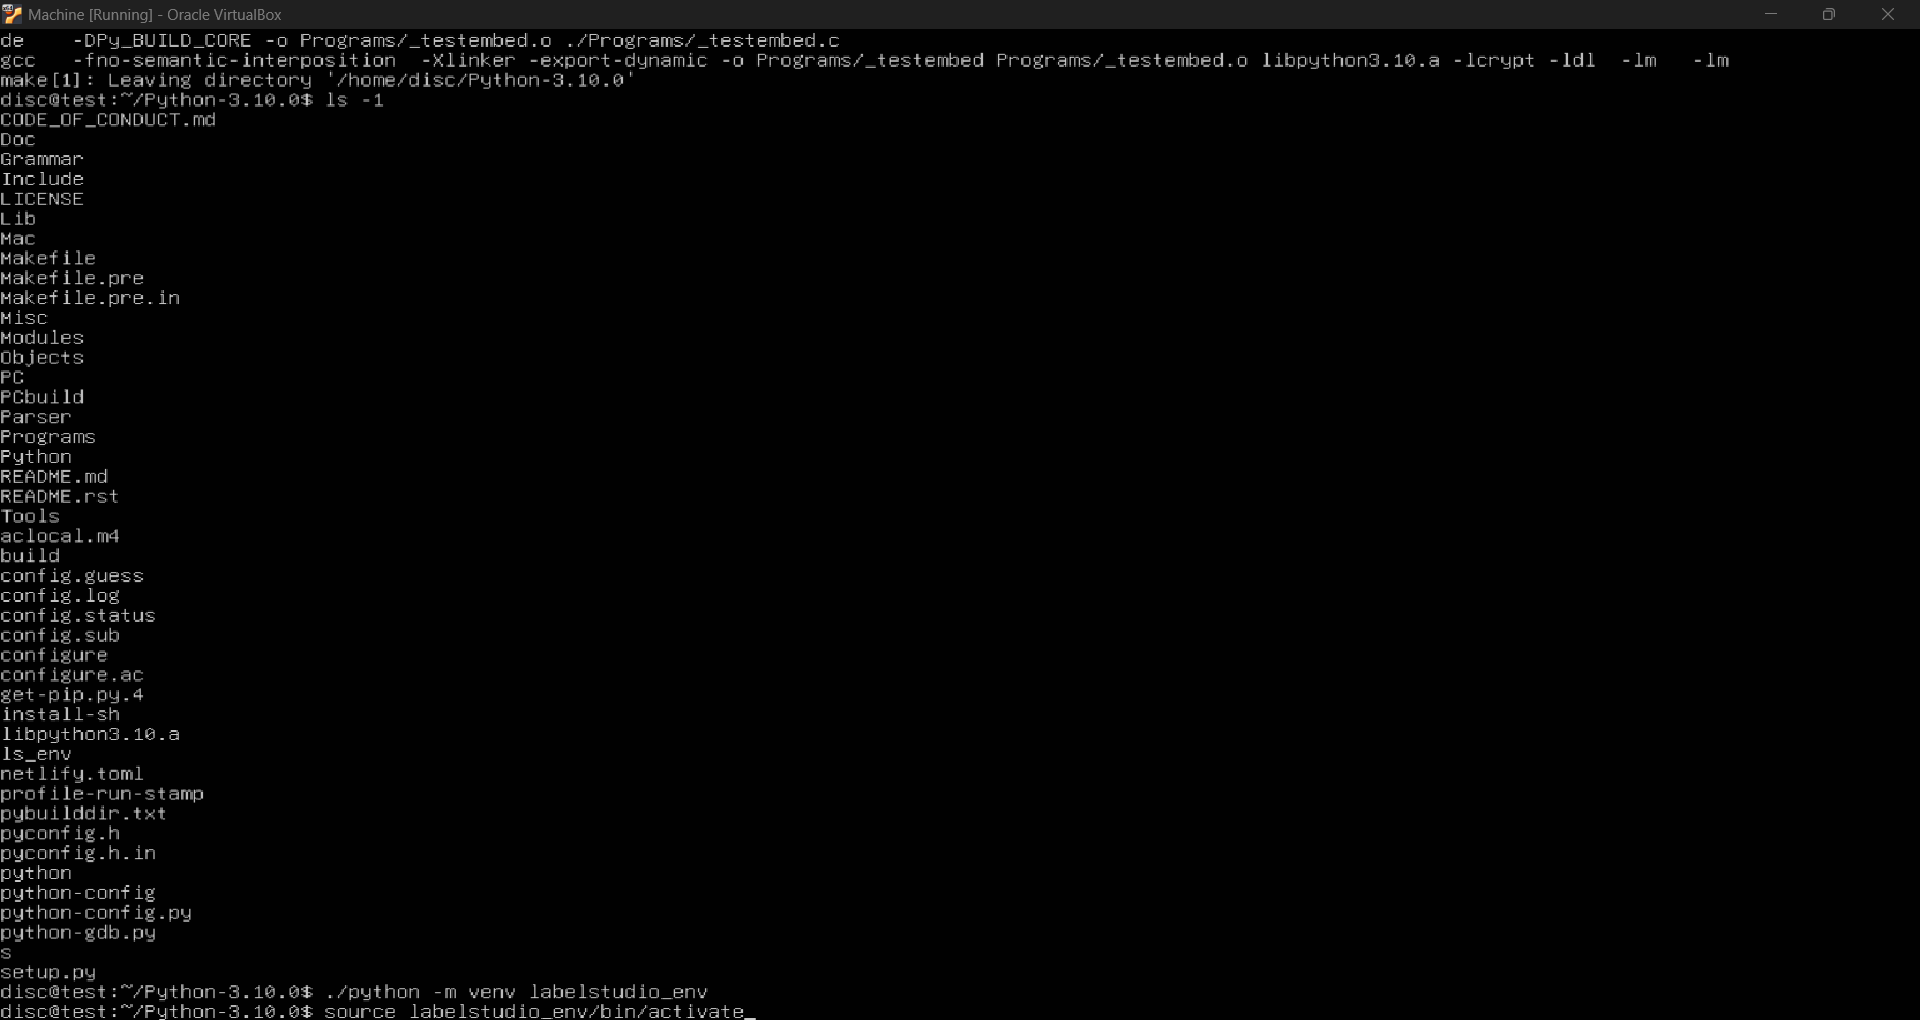 Machine [Running] - Oracle VirtualBox
de    -DPy_BUILD_CORE -o Programs/_testembed.o ./Programs/_testembed.c
gcc   -fno-semantic-interposition  -Xlinker -export-dynamic -o Programs/_testembed Programs/_testembed.o libpython3.10.a -lcrypt -ldl  -lm   -lm
make[1]: Leaving directory '/home/disc/Python-3.10.0'
disc@test:~/Python-3.10.0$ ls -1
CODE_OF_CONDUCT.md
Doc
Grammar
Include
LICENSE
Lib
Mac
Makefile
Makefile.pre
Makefile.pre.in
Misc
Modules
Objects
PC
PCbuild
Parser
Programs
Python
README.md
README.rst
Tools
aclocal.m4
build
config.guess
config.log
config.status
config.sub
configure
configure.ac
get-pip.py.4
install-sh
libpython3.10.a
ls_env
netlify.toml
profile-run-stamp
pybuilddir.txt
pyconfig.h
pyconfig.h.in
python
python-config
python-config.py
python-gdb.py
s
setup.py
disc@test:~/Python-3.10.0$ ./python -m venv labelstudio_env
disc@test:~/Python-3.10.0$ source labelstudio_env/bin/activate_